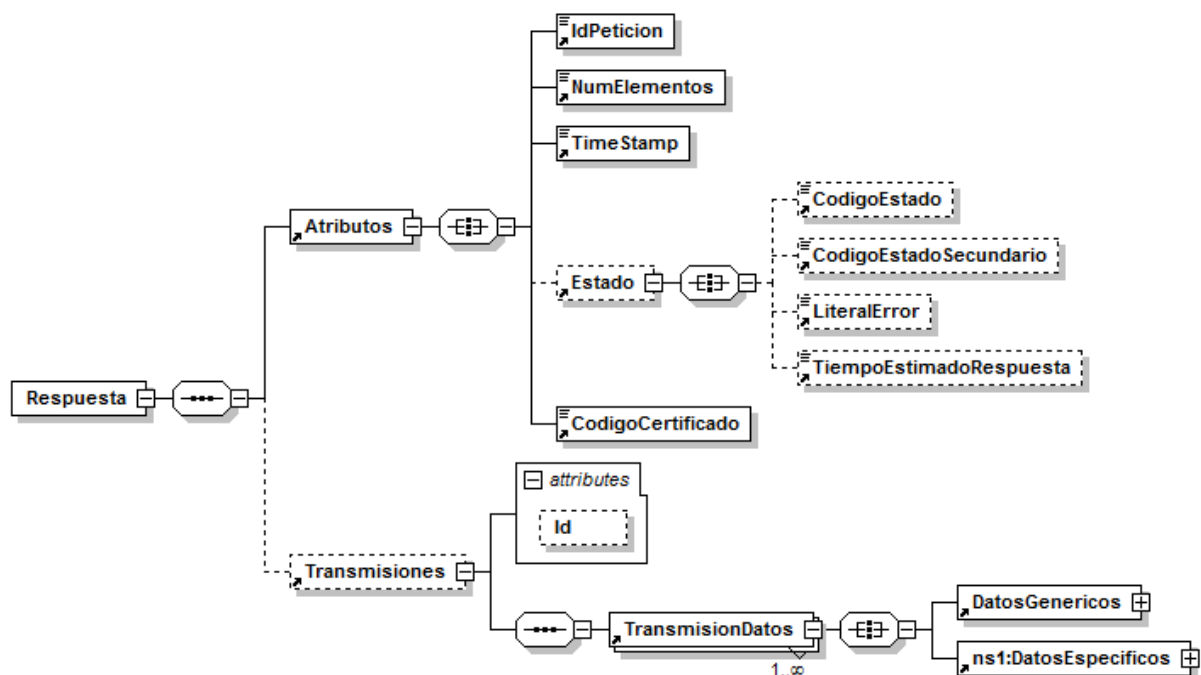 IdPeticion
NumElementos
TimeStamp
CodigoEstado
Atributos
CodigoEstadoSecundario
Estado
LiteralError
TiempoEstimadoRespuesta
Respuesta
CodigoCertificado
attributes
Id
Transmisiones
DatosGenericos
TransmisionDatos
ns1:DatosEspecificos
1..∞